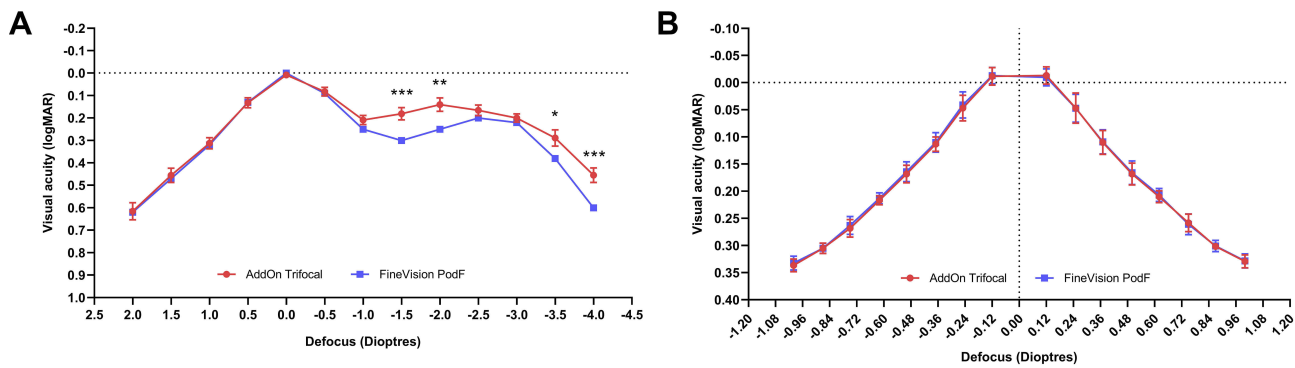 A
-0.2
-0.1
0.0
0.1
0.2
0.3
0.4
0.5
0.6
0.7
0.8
0.9
1.0
Visual acuity (logMAR)
***
**
*
***
AddOn Trifocal
FineVision PodF
2.5 2.0 1.5 1.0 0.5 0.0 -0.5 -1.0 -1.5 -2.0 -2.5 -3.0 -3.5 -4.0 -4.5
Defocus (Dioptres)
B
-0.10
-0.05
0.00
0.05
0.10
0.15
0.20
0.25
0.30
0.35
0.40
Visual acuity (logMAR)
AddOn Trifocal
FineVision PodF
-1.20 -1.08 -0.96 -0.84 -0.72 -0.60 -0.48 -0.36 -0.24 -0.12 0.00 0.12 0.24 0.36 0.48 0.60 0.72 0.84 0.96 1.08 1.20
Defocus (Dioptres)